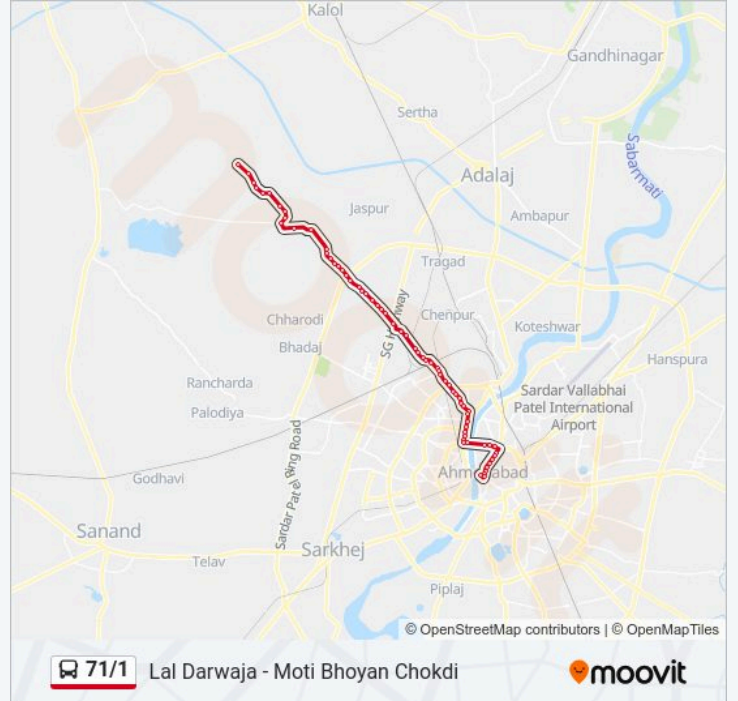 Kalol
Gandhinagar
Sertha
Sabarmati
Adalaj
Jaspur
Ambapur
Tragad
Chharodi
Chenpur
Koteshwar
Bhadaj
SG Highway
Hanspura
Rancharda
Sardar Vallabhai
Patel International
Airport
Palodiya
Sardar Patel Ring Road
Ahmedabad
Godhavi
Sanand
Sarkhej
Telav
Piplaj
© OpenStreetMap contributors | © OpenMapTiles
71/1 Lal Darwaja - Moti Bhoyan Chokdi
moovit